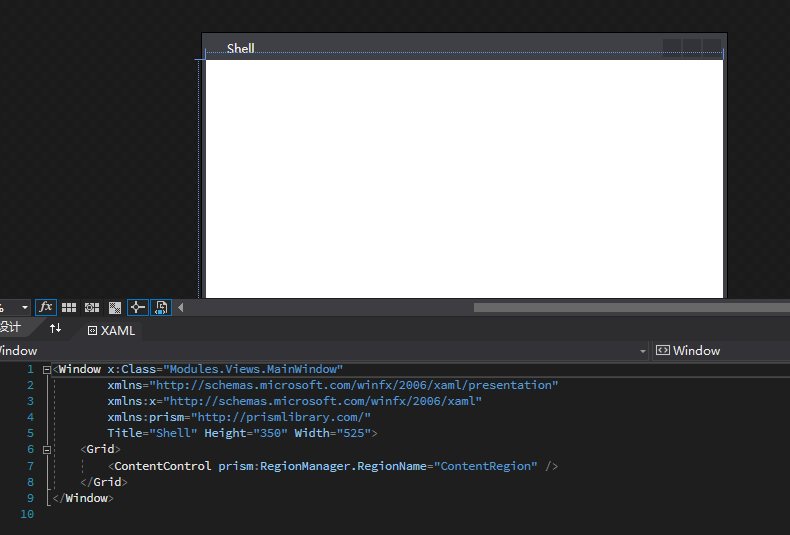 Shell
%
fx
设计
XAML
Window
Window
1 <Window x:Class="Modules.Views.MainWindow"
2 xmlns="http://schemas.microsoft.com/winfx/2006/xaml/presentation"
3 xmlns:x="http://schemas.microsoft.com/winfx/2006/xaml"
4 xmlns:prism="http://prismlibrary.com/"
5 Title="Shell" Height="350" Width="525">
6 <Grid>
7 <ContentControl prism:RegionManager.RegionName="ContentRegion" />
8 </Grid>
9 </Window>
10